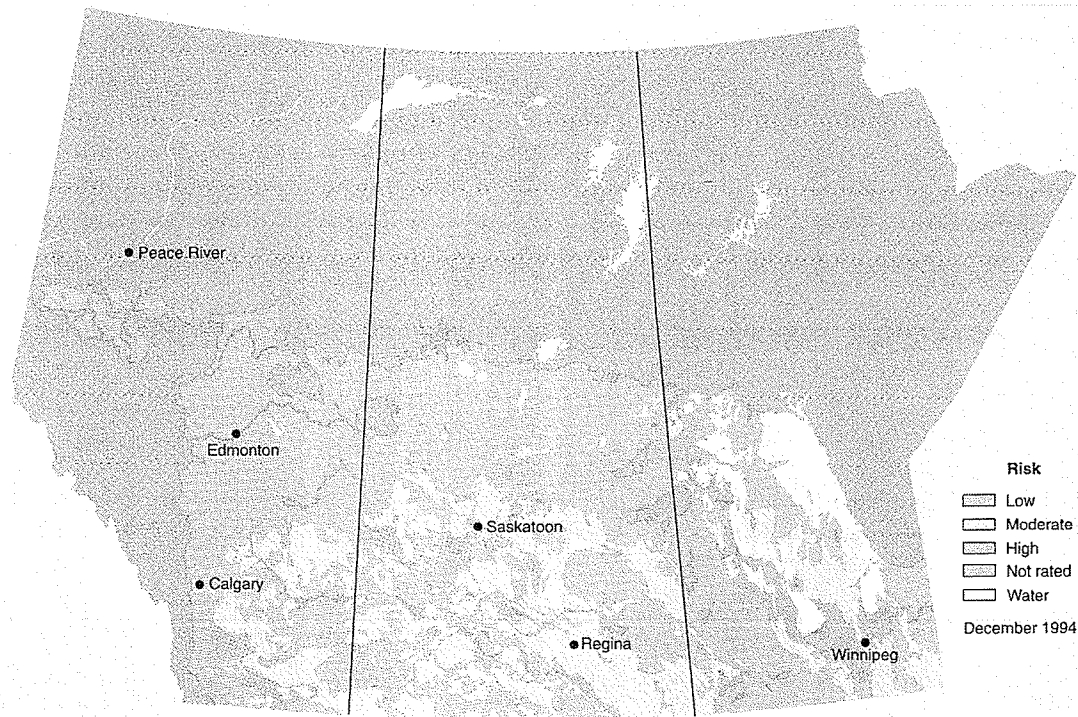 Peace River
Edmonton
Saskatoon
Calgary
Regina
Winnipeg
Risk
Low
Moderate
High
Not rated
Water
December 1994